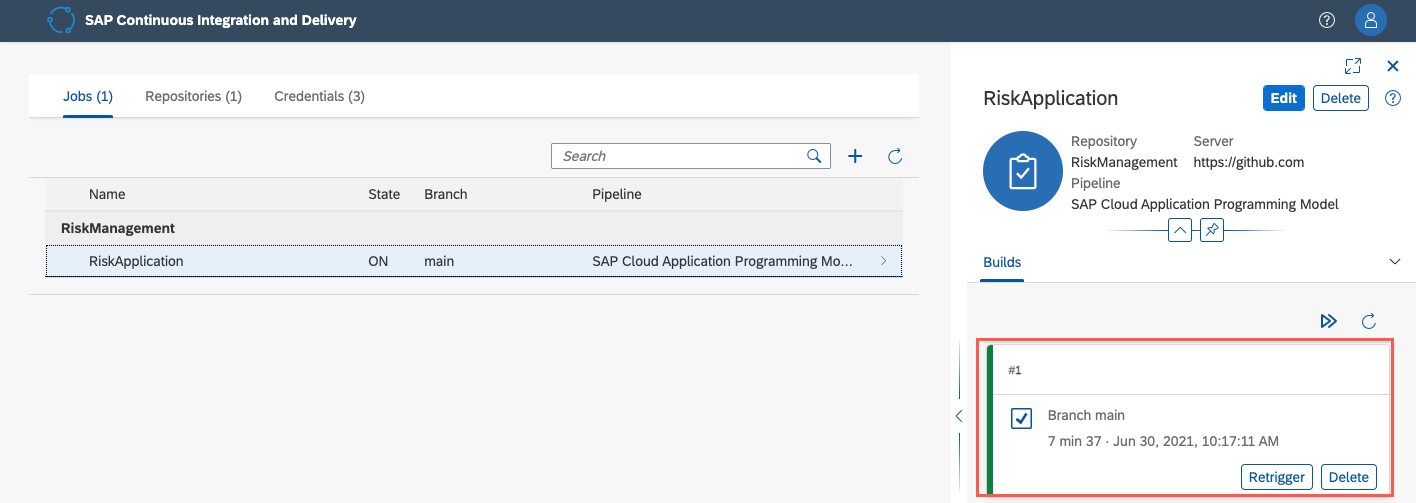 SAP Continuous Integration and Delivery
Jobs (1) Repositories (1) Credentials (3)
Search
Name State Branch Pipeline
RiskManagement
RiskApplication ON main SAP Cloud Application Programming Mo...
RiskApplication
Edit Delete
Repository Server
RiskManagement https://github.com
Pipeline
SAP Cloud Application Programming Model
Builds
#1
Branch main
7 min 37 · Jun 30, 2021, 10:17:11 AM
Retrigger Delete